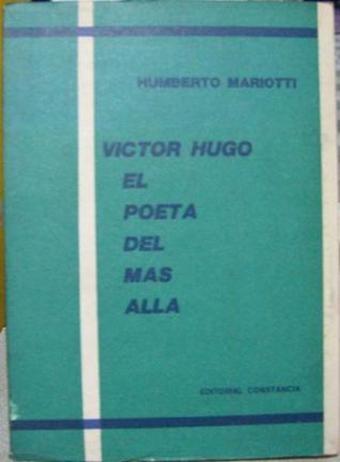 HUMBERTO MARIOTTI
VICTOR HUGO
EL
POETA
DEL
MAS
ALLA
EDITORIAL CONSTANCIA